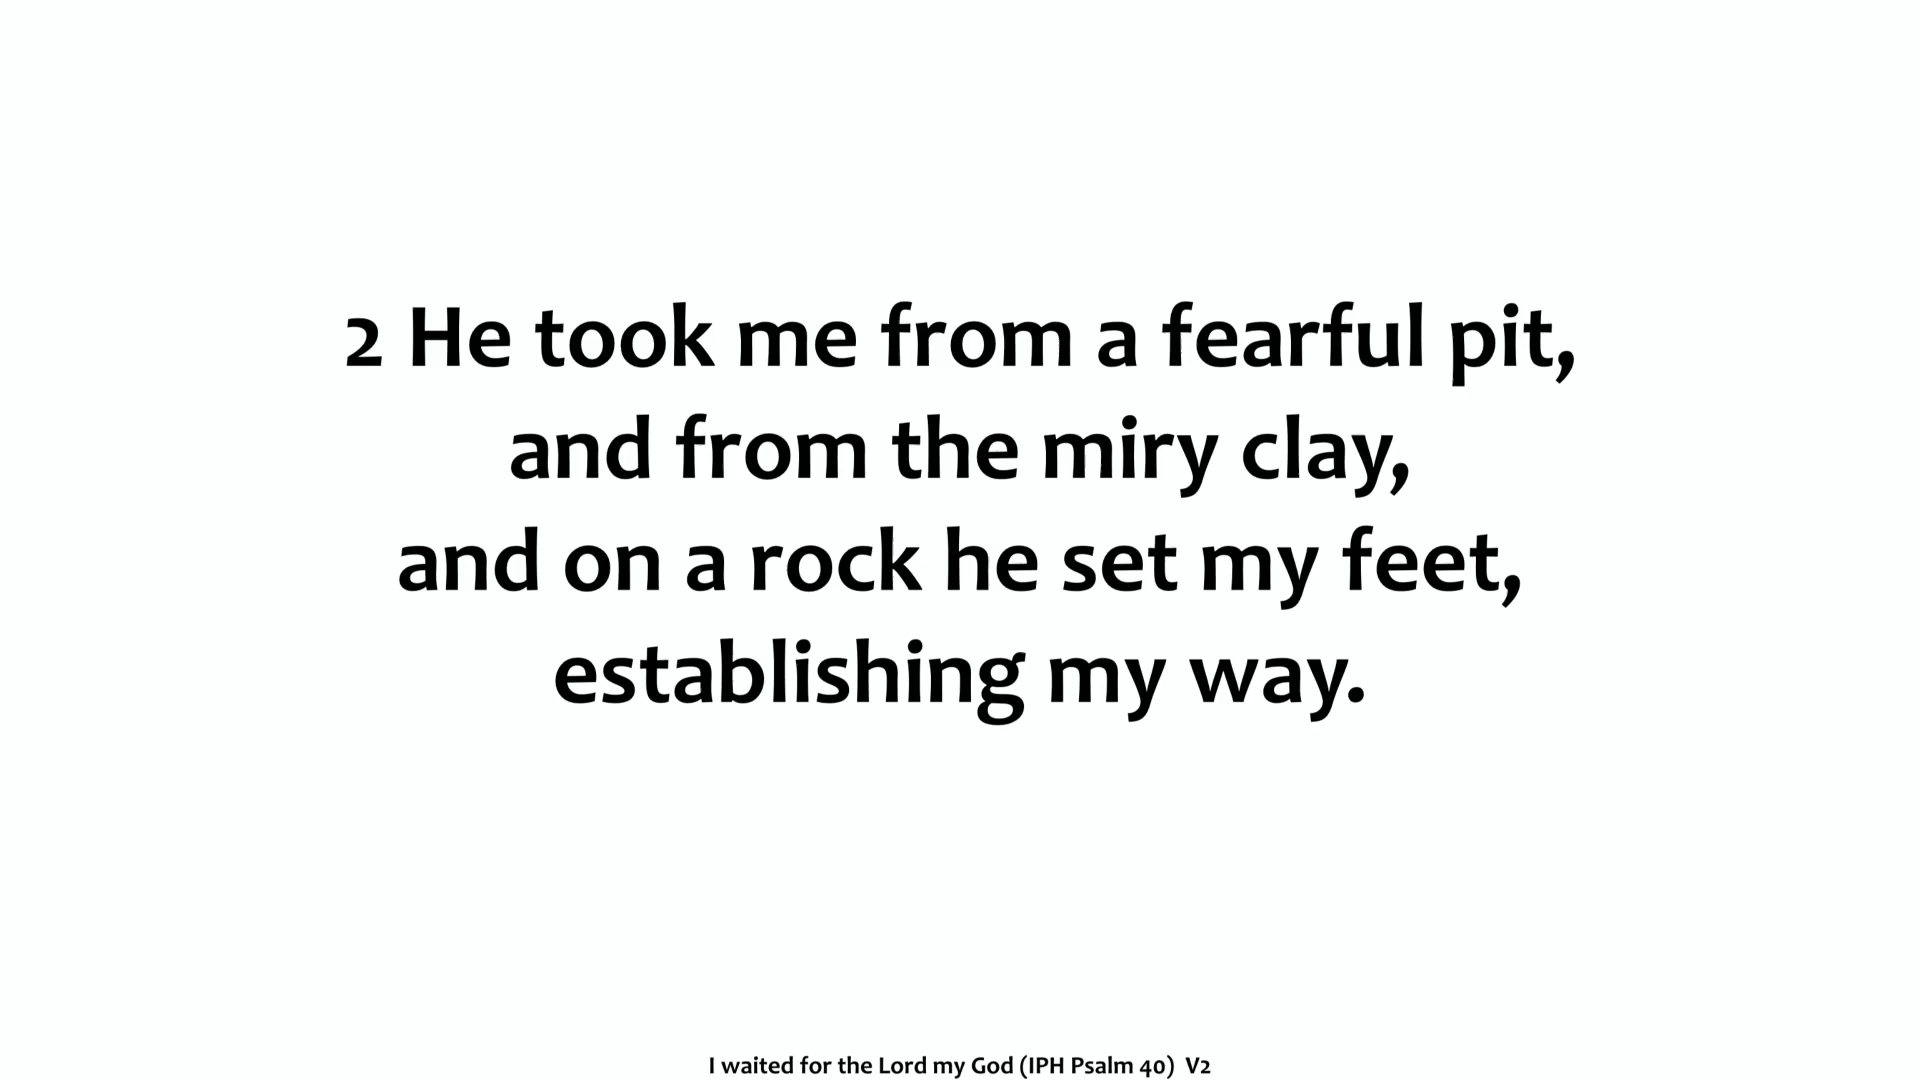 2 He took me from a fearful pit,
and from the miry clay,
and on a rock he set my feet,
establishing my way.
I waited for the Lord my God (IPH Psalm 40)  V2